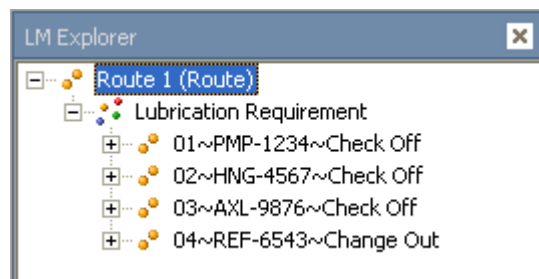 LM Explorer
Route 1 (Route)
Lubrication Requirement
01~PMP-1234~Check Off
02~HNG-4567~Check Off
03~AXL-9876~Check Off
04~REF-6543~Change Out